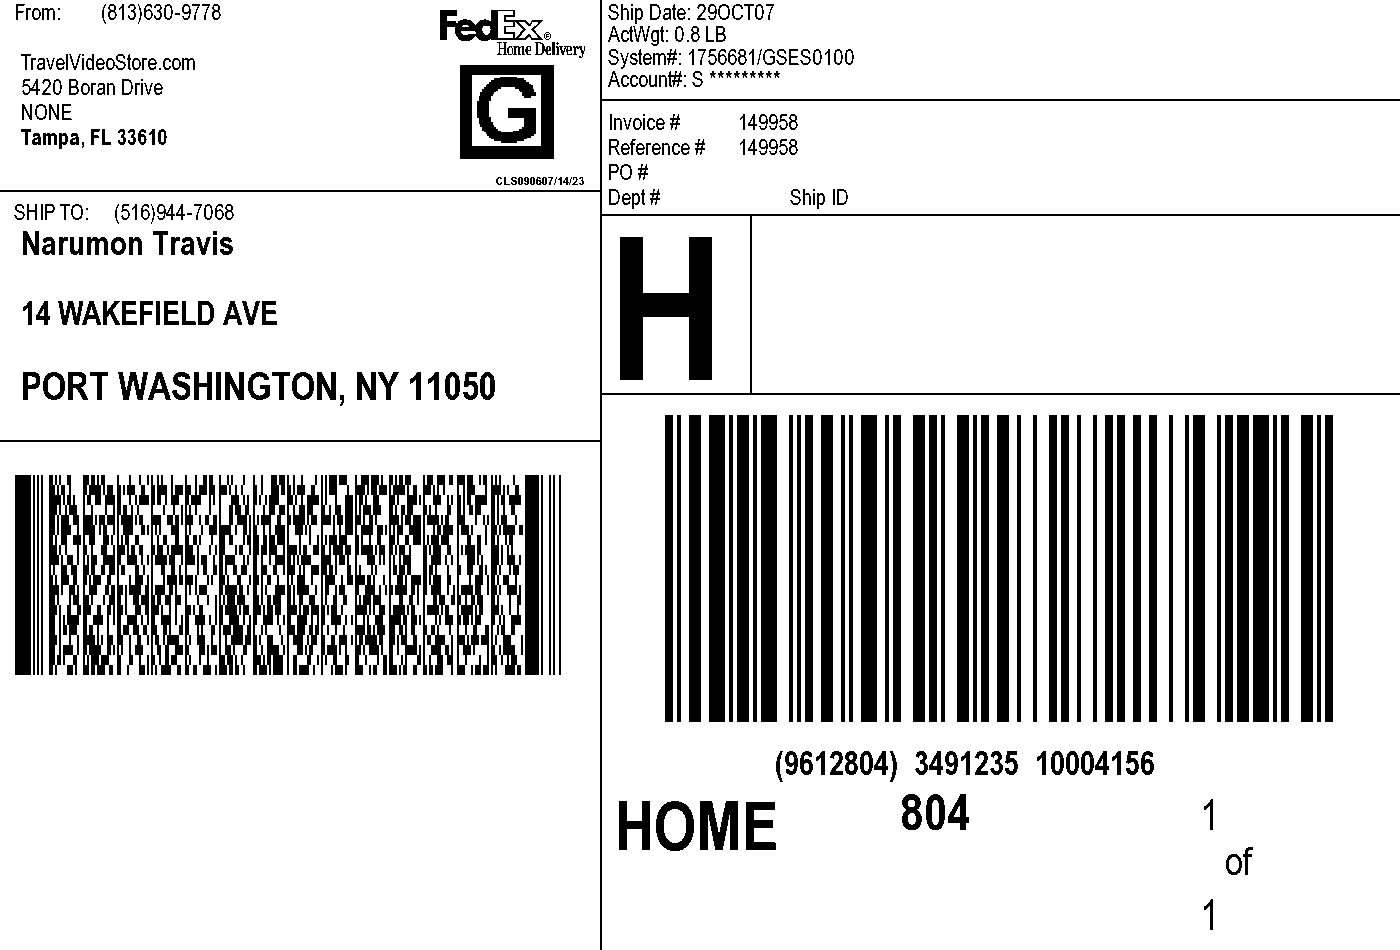 From: (813)630-9778
TravelVideoStore.com
5420 Boran Drive
NONE
Tampa, FL 33610
FedEx®
Home Delivery
G
CLS090607/14/23
Ship Date: 29OCT07
ActWgt: 0.8 LB
System#: 1756681/GSES0100
Account#: S *********
Invoice # 149958
Reference # 149958
PO #
Dept # Ship ID
SHIP TO: (516)944-7068
Narumon Travis
14 WAKEFIELD AVE
PORT WASHINGTON, NY 11050
H
(9612804) 3491235 10004156
HOME 804 1
of
1